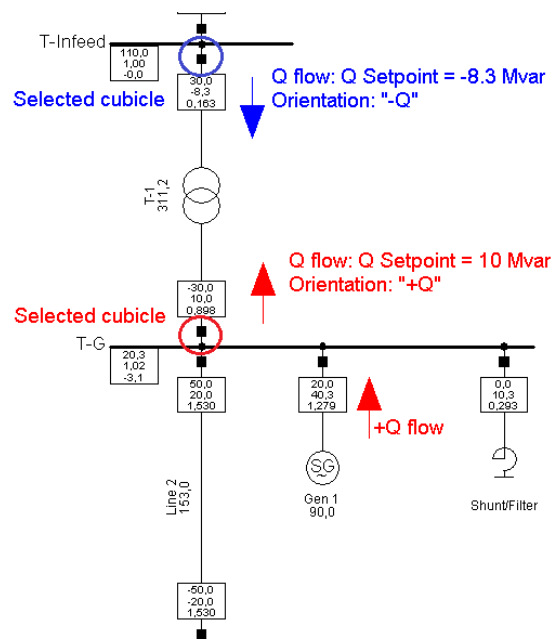 T-Infeed
110,0
1,00
-0,0
Selected cubicle
30,0
-8,3
0,163
Q flow: Q Setpoint = -8.3 Mvar
Orientation: "-Q"
T-1
311,2
Q flow: Q Setpoint = 10 Mvar
Orientation: "+Q"
Selected cubicle
-30,0
10,0
0,898
T-G
20,3
1,02
-3,1
50,0
20,0
1,530
20,0
40,3
1,279
+Q flow
0,0
10,3
0,293
Line 2
153,0
SG
~
Gen 1
90,0
Shunt/Filter
-50,0
-20,0
1,530